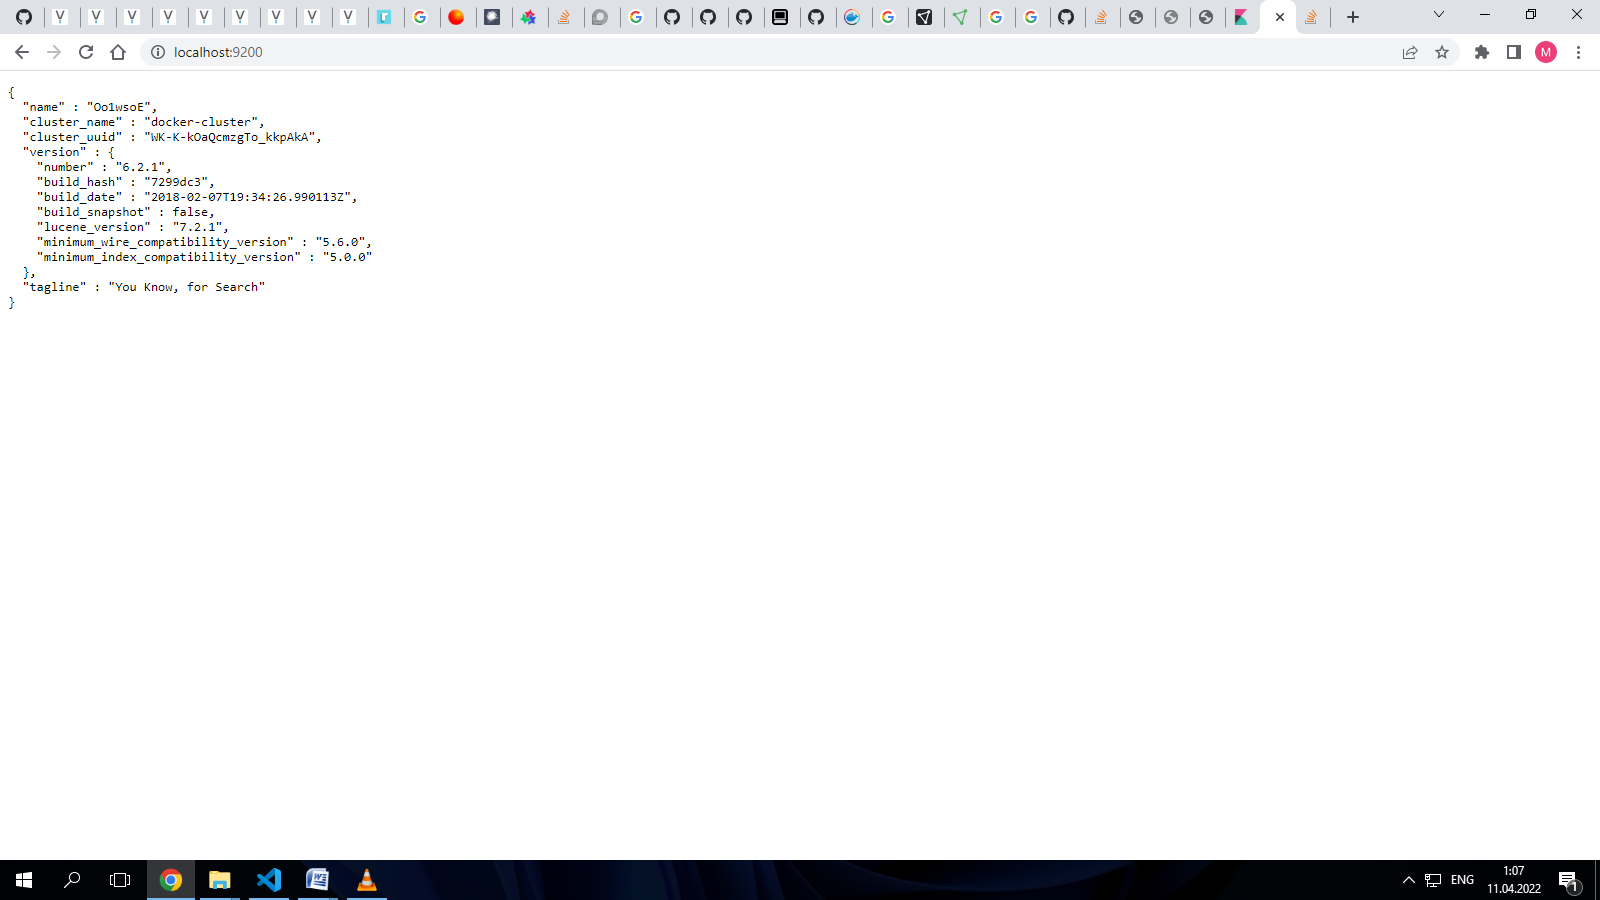 localhost:9200
M
{
  "name" : "Oo1wsoE",
  "cluster_name" : "docker-cluster",
  "cluster_uuid" : "WK-K-kOaQcmzgTo_kkpAkA",
  "version" : {
    "number" : "6.2.1",
    "build_hash" : "7299dc3",
    "build_date" : "2018-02-07T19:34:26.990113Z",
    "build_snapshot" : false,
    "lucene_version" : "7.2.1",
    "minimum_wire_compatibility_version" : "5.6.0",
    "minimum_index_compatibility_version" : "5.0.0"
  },
  "tagline" : "You Know, for Search"
}
ENG
1:07
11.04.2022
1